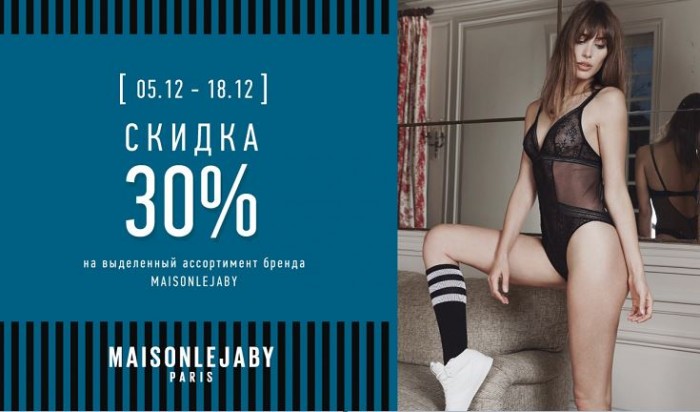 [ 05.12 - 18.12 ]
СКИДКА
30%
на выделенный ассортимент бренда
MAISONLEJABY
MAISONLEJABY
PARIS